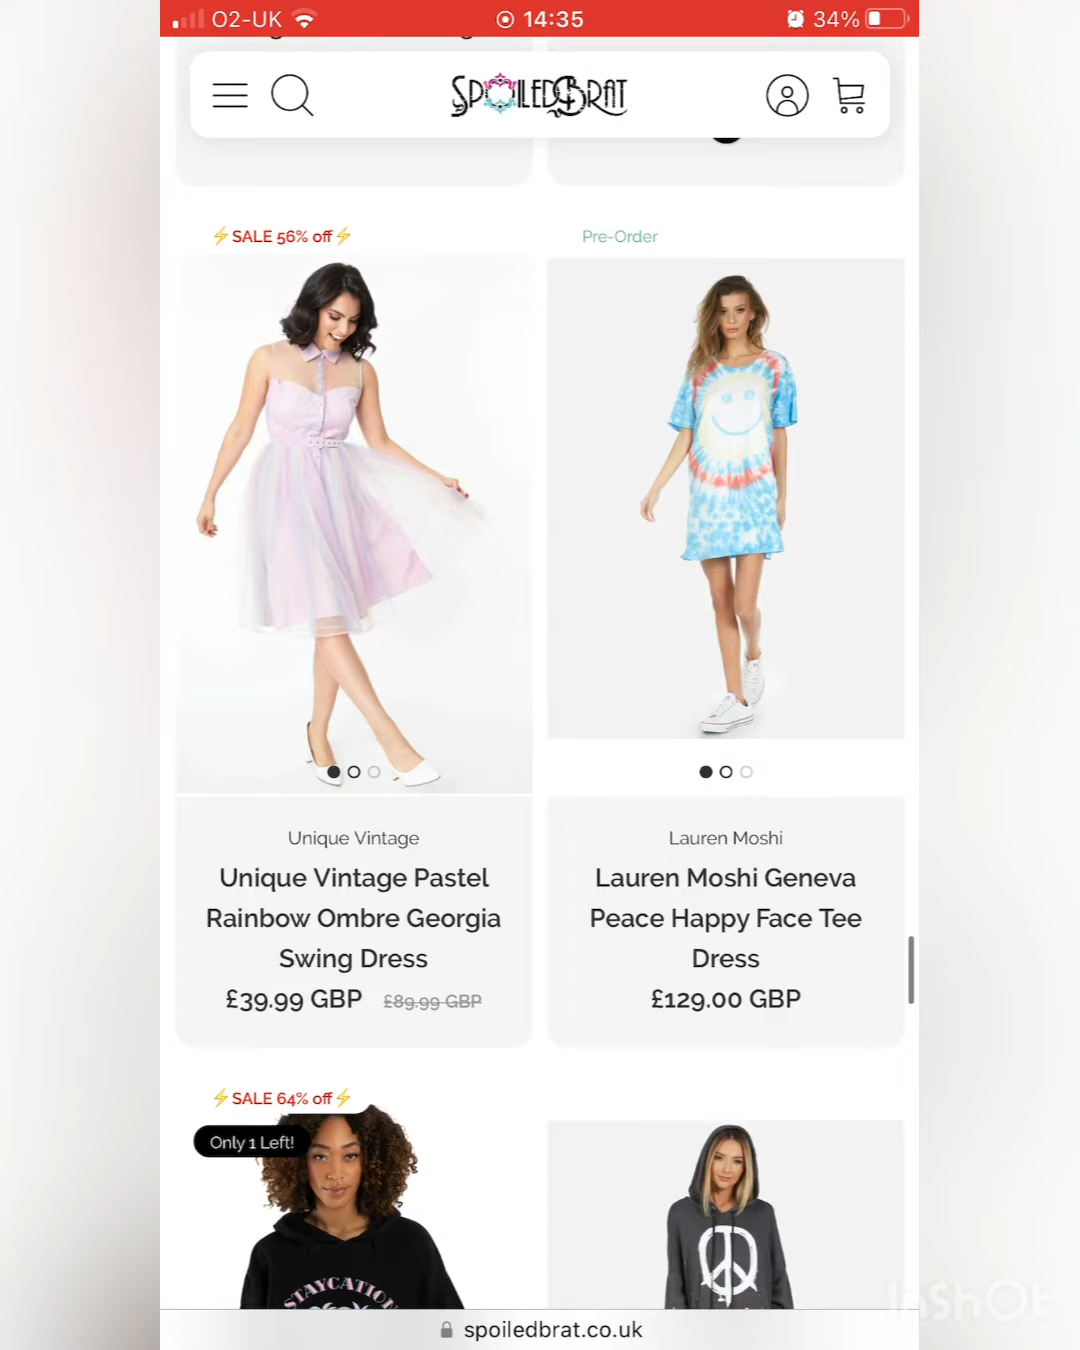 O2-UK 14:35 34%
SPOILEDBRAT
⚡SALE 56% off⚡
Pre-Order
Unique Vintage
Unique Vintage Pastel
Rainbow Ombre Georgia
Swing Dress
£39.99 GBP £89.99 GBP
Lauren Moshi
Lauren Moshi Geneva
Peace Happy Face Tee
Dress
£129.00 GBP
⚡SALE 64% off⚡
Only 1 Left!
STAYCATION
spoiledbrat.co.uk
InShOt